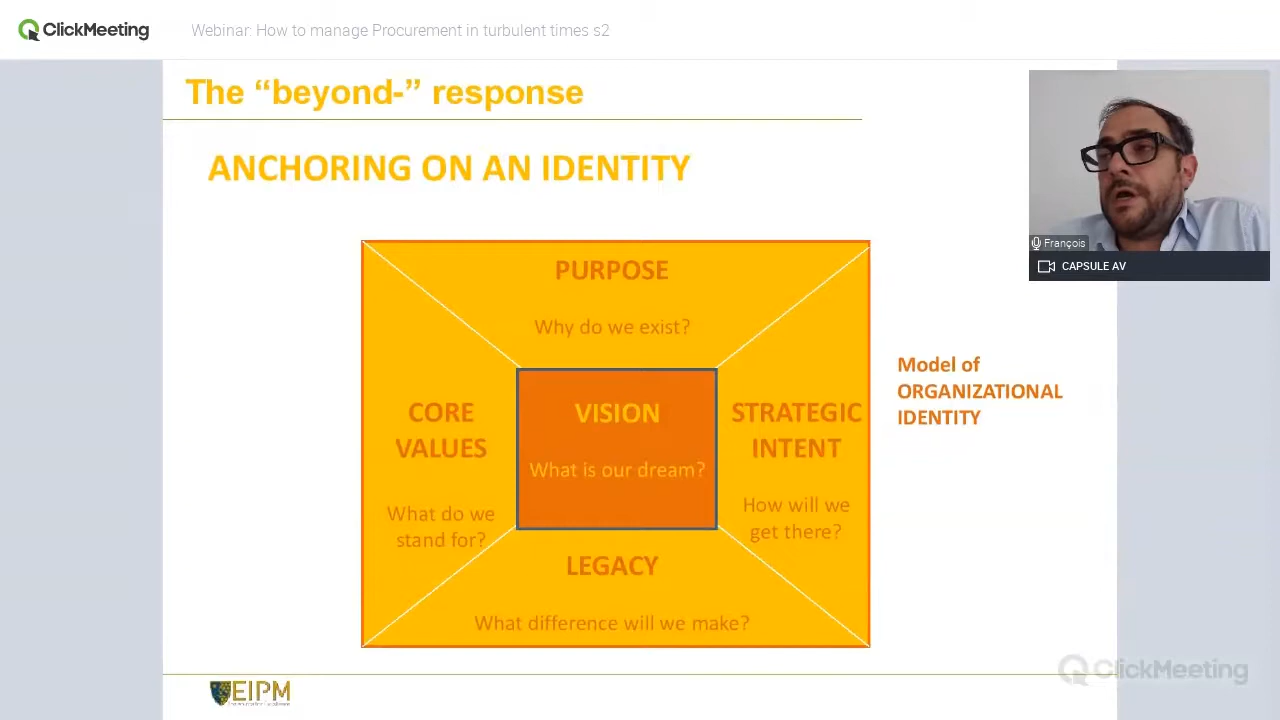 ClickMeeting
Webinar: How to manage Procurement in turbulent times s2
The “beyond-” response
ANCHORING ON AN IDENTITY
François
CAPSULE AV
PURPOSE
Why do we exist?
CORE
VALUES
What do we
stand for?
VISION
What is our dream?
STRATEGIC
INTENT
How will we
get there?
LEGACY
What difference will we make?
Model of
ORGANIZATIONAL
IDENTITY
EIPM
ClickMeeting